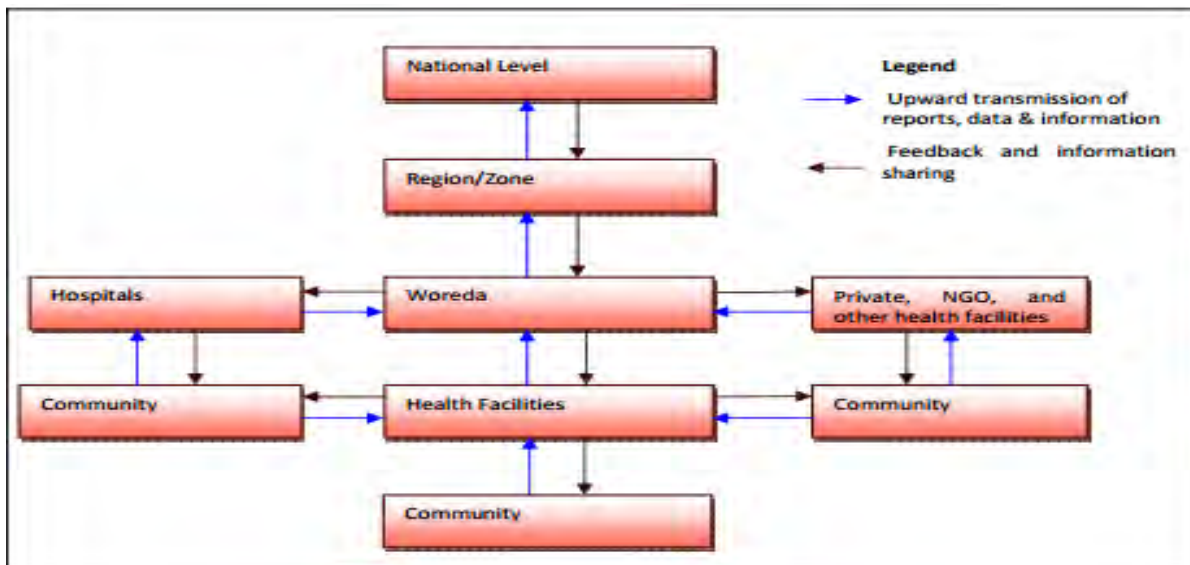 National Level
Legend
Upward transmission of
reports, data & information
Feedback and information
sharing
Region/Zone
Hospitals
Woreda
Private, NGO, and
other health facilities
Community
Health Facilities
Community
Community